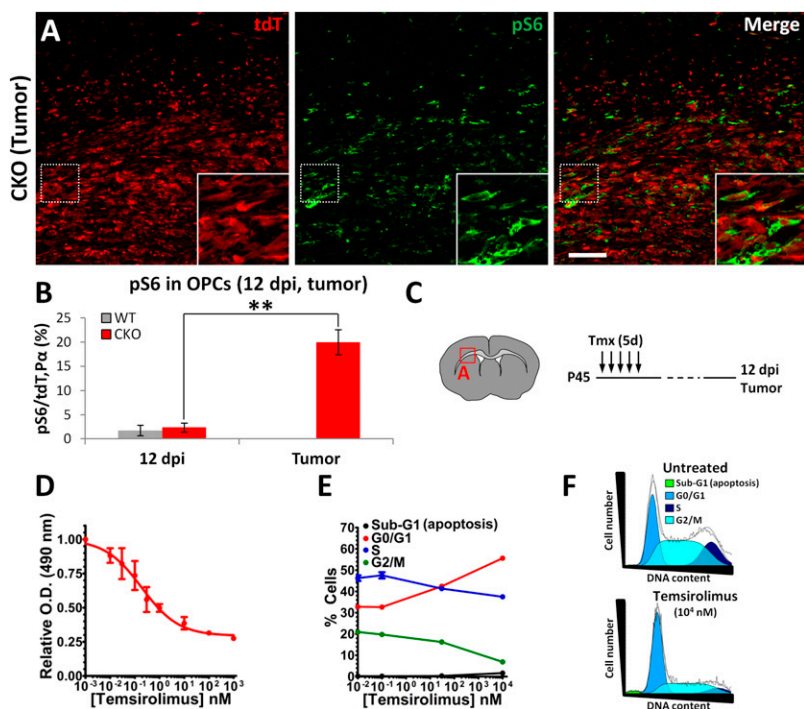 A
tdT
pS6
Merge
CKO (Tumor)
B
pS6 in OPCs (12 dpi, tumor)
WT
CKO
**
pS6/tdT,Pα (%)
25
20
15
10
5
0
12 dpi
Tumor
C
A
Tmx (5d)
P45
12 dpi
Tumor
D
Relative O.D. (490 nm)
1.00
0.75
0.50
0.25
0.00
10⁻³ 10⁻² 10⁻¹ 10⁰ 10¹ 10² 10³
[Temsirolimus] nM
E
Sub-G1 (apoptosis)
G0/G1
S
G2/M
% Cells
70
60
50
40
30
20
10
0
10⁻² 10⁻¹ 10⁰ 10¹ 10² 10³ 10⁴
[Temsirolimus] nM
F
Untreated
Sub-G1 (apoptosis)
G0/G1
S
G2/M
Cell number
DNA content
Temsirolimus
(10⁴ nM)
Cell number
DNA content